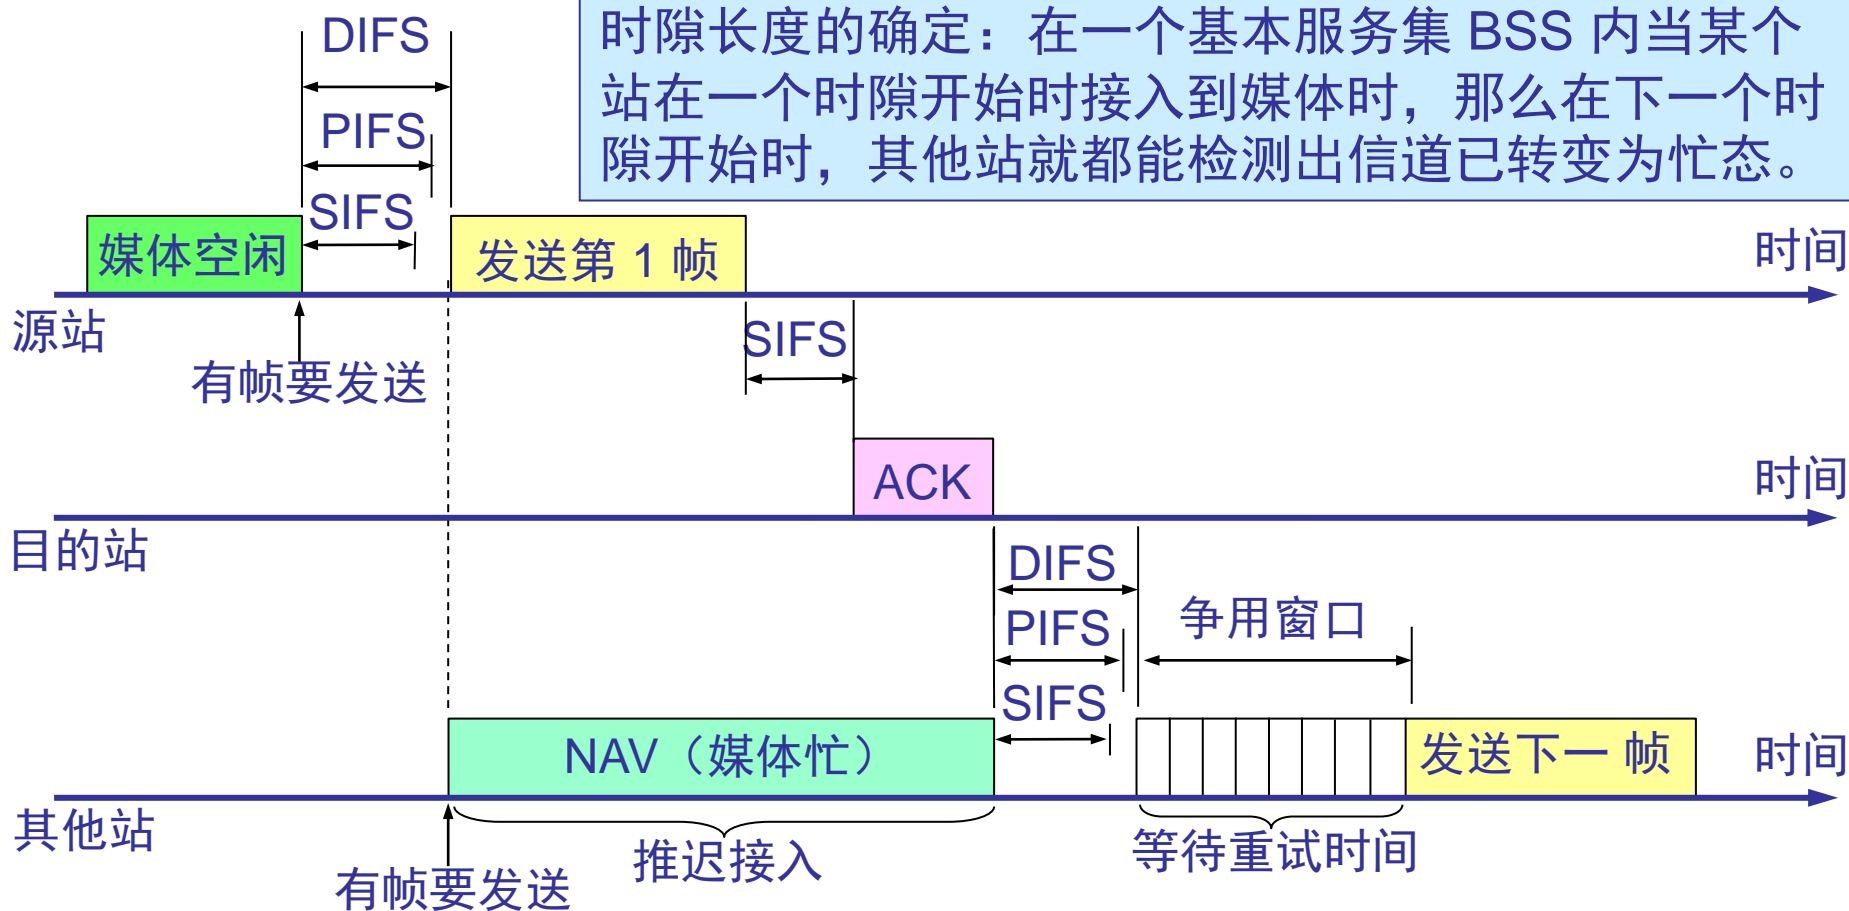 时隙长度的确定：在一个基本服务集 BSS 内当某个
站在一个时隙开始时接入到媒体时，那么在下一个时
隙开始时，其他站就都能检测出信道已转变为忙态。
DIFS
PIFS
SIFS
媒体空闲
发送第 1 帧
时间
源站
有帧要发送
SIFS
ACK
时间
目的站
DIFS
PIFS
SIFS
争用窗口
NAV（媒体忙）
发送下一 帧
时间
其他站
有帧要发送
推迟接入
等待重试时间